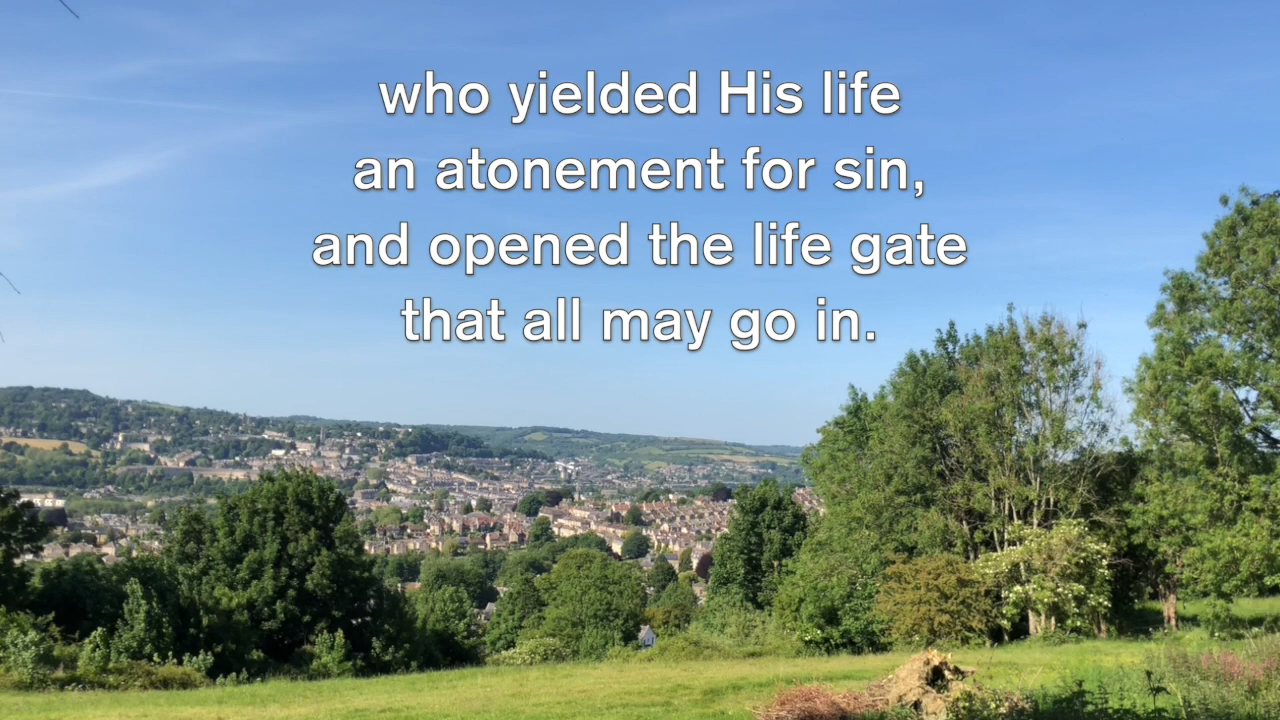 who yielded His life
an atonement for sin,
and opened the life gate
that all may go in.